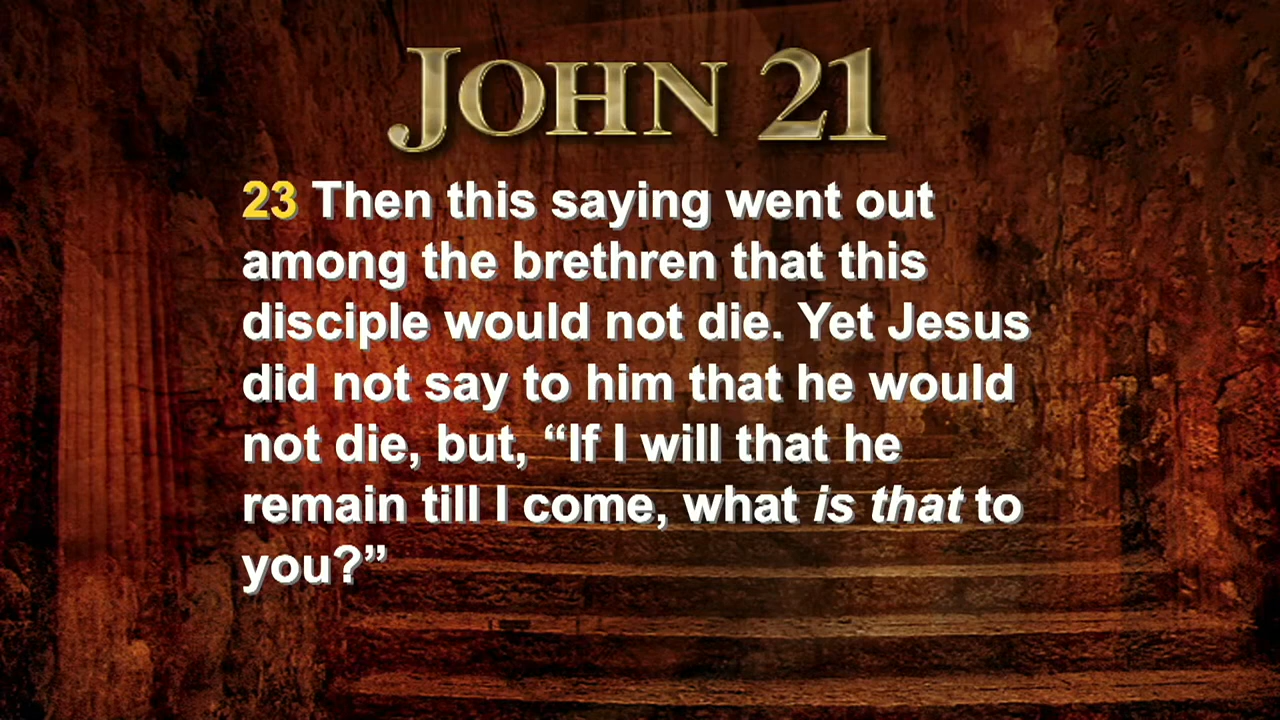 JOHN 21
23 Then this saying went out
among the brethren that this
disciple would not die. Yet Jesus
did not say to him that he would
not die, but, “If I will that he
remain till I come, what is that to
you?”